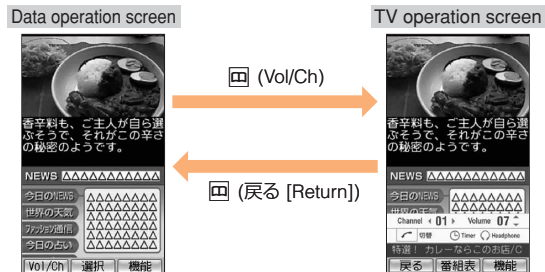 Data operation screen
香辛料も、ご主人が自ら選
ぶそうで、それがこの辛さ
の秘密のようです。
NEWS △△△△△△△△△△
今日のNEWS
世界の天気
ファッション通信
今日の占い
△△△△△△△
△△△△△△△
△△△△△△△
△△△△△△△
△△△△△△△
Vol/Ch 選択 機能
(Vol/Ch)
(戻る [Return])
TV operation screen
香辛料も、ご主人が自ら選
ぶそうで、それがこの辛さ
の秘密のようです。
NEWS △△△△△△△△△△
今日のNEWS
世界の天気
△△△△△△△
△△△△△△△
Channel 01 Volume 07
切替 Timer Headphone
特選! カレーならこのお店/C
戻る 番組表 機能